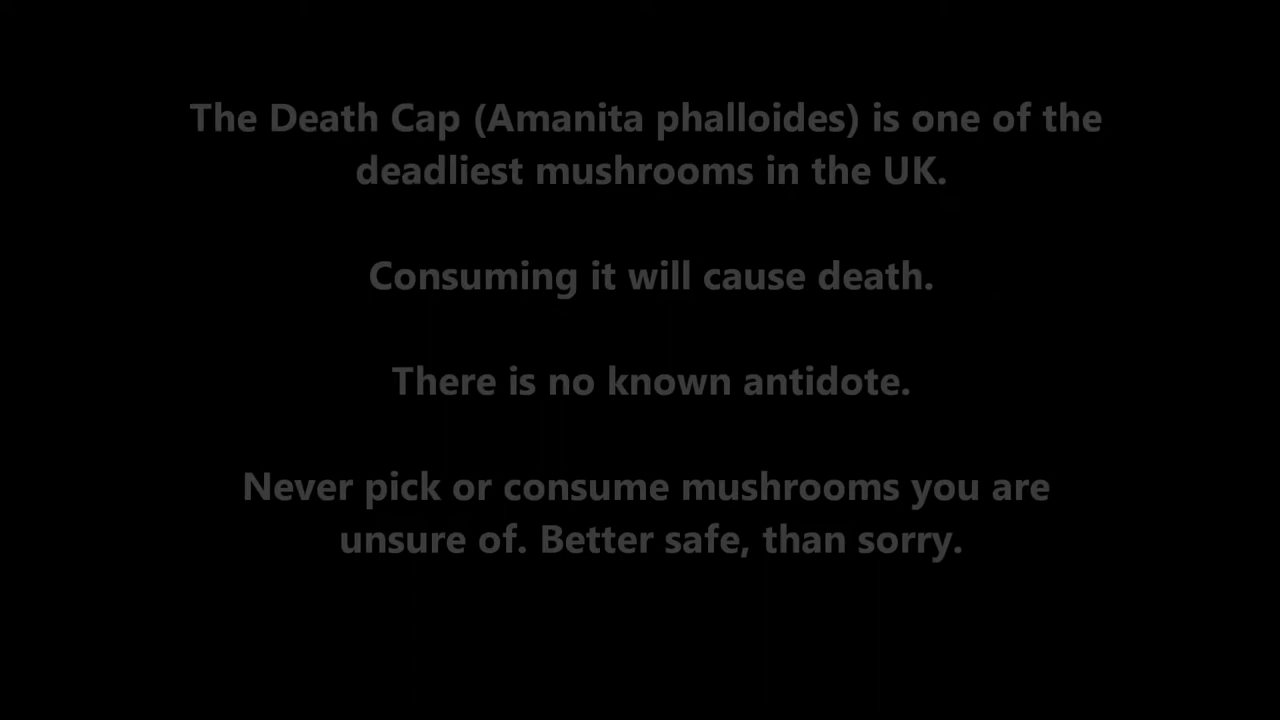 The Death Cap (Amanita phalloides) is one of the
deadliest mushrooms in the UK.
Consuming it will cause death.
There is no known antidote.
Never pick or consume mushrooms you are
unsure of. Better safe, than sorry.